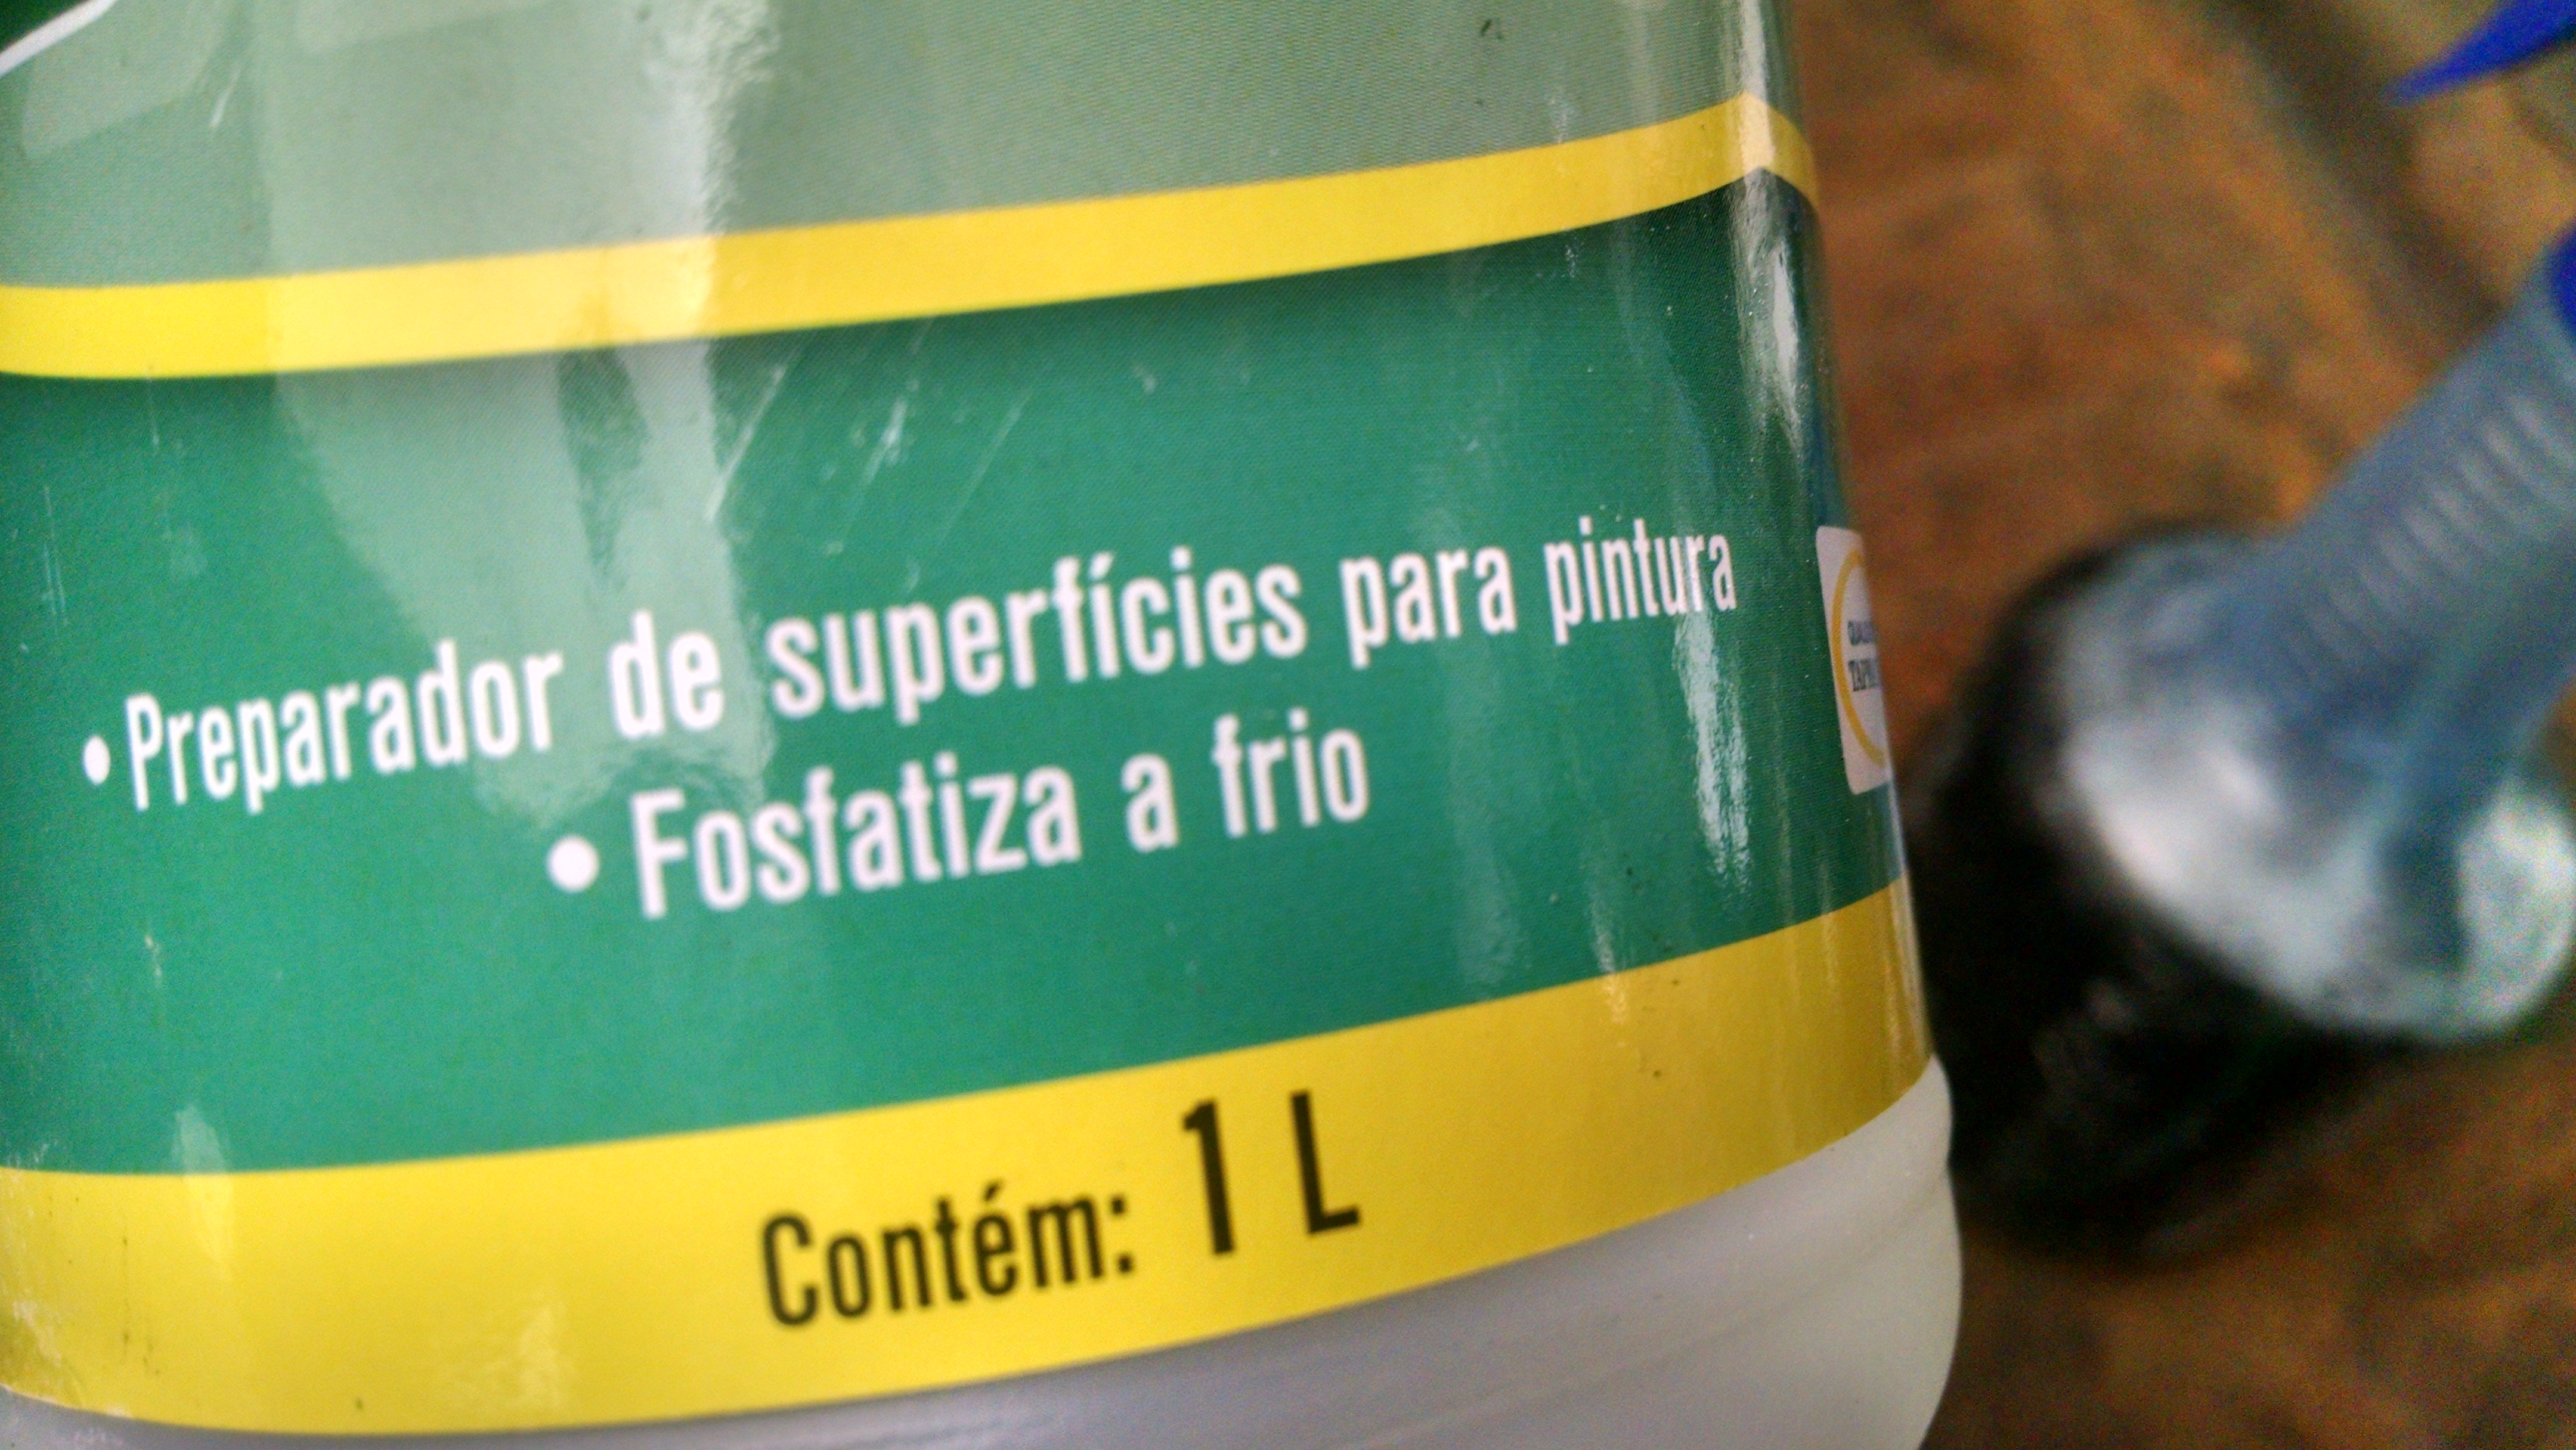 • Preparador de superfícies para pintura
• Fosfatiza a frio
Contém: 1 L